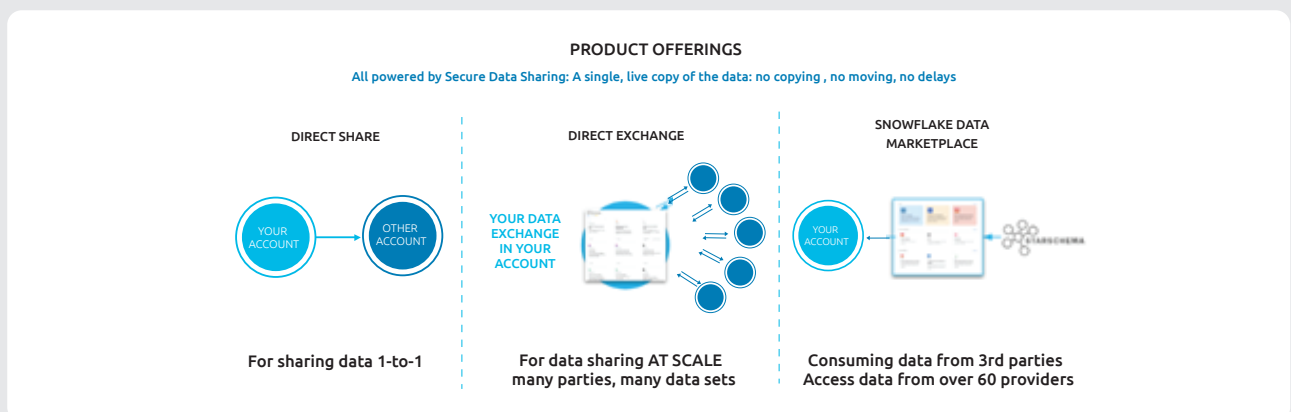 PRODUCT OFFERINGS
All powered by Secure Data Sharing: A single, live copy of the data: no copying , no moving, no delays
DIRECT SHARE
YOUR
ACCOUNT
OTHER
ACCOUNT
For sharing data 1-to-1
DIRECT EXCHANGE
YOUR DATA
EXCHANGE
IN YOUR
ACCOUNT
For data sharing AT SCALE
many parties, many data sets
SNOWFLAKE DATA
MARKETPLACE
YOUR
ACCOUNT
STARSCHEMA
Consuming data from 3rd parties
Access data from over 60 providers